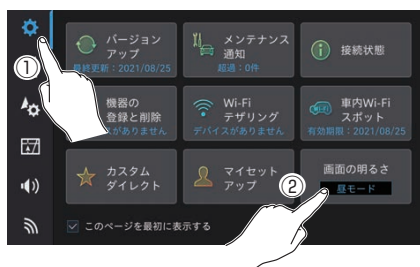 バージョン
アップ
最終更新：2021/08/25
メンテナンス
通知
超過：0件
接続状態
①
機器の
登録と削除
がありません
Wi-Fi
テザリング
デバイスがありません
車内Wi-Fi
スポット
有効期限：2021/08/25
カスタム
ダイレクト
マイセット
アップ
②
画面の明るさ
昼モード
このページを最初に表示する